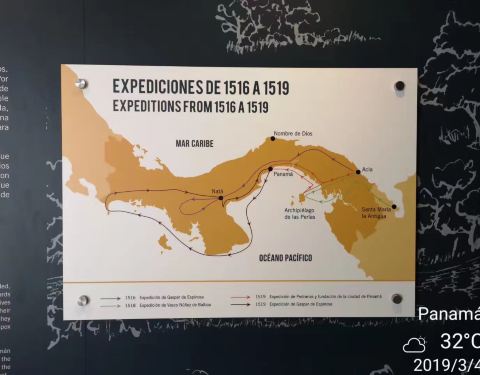 EXPEDICIONES DE 1516 A 1519
EXPEDITIONS FROM 1516 A 1519
Nombre de Dios
MAR CARIBE
Acla
Panamá
Natá
Archipiélago
de las Perlas
Santa María
la Antigua
OCÉANO PACÍFICO
1516 Expedición de Gaspar de Espinosa
1519 Expedición de Pedrarias y fundación de la ciudad de Panamá
1518 Expedición de Vasco Núñez de Balboa
1519 Expedición de Gaspar de Espinosa
Panamá
32°C
2019/3/4